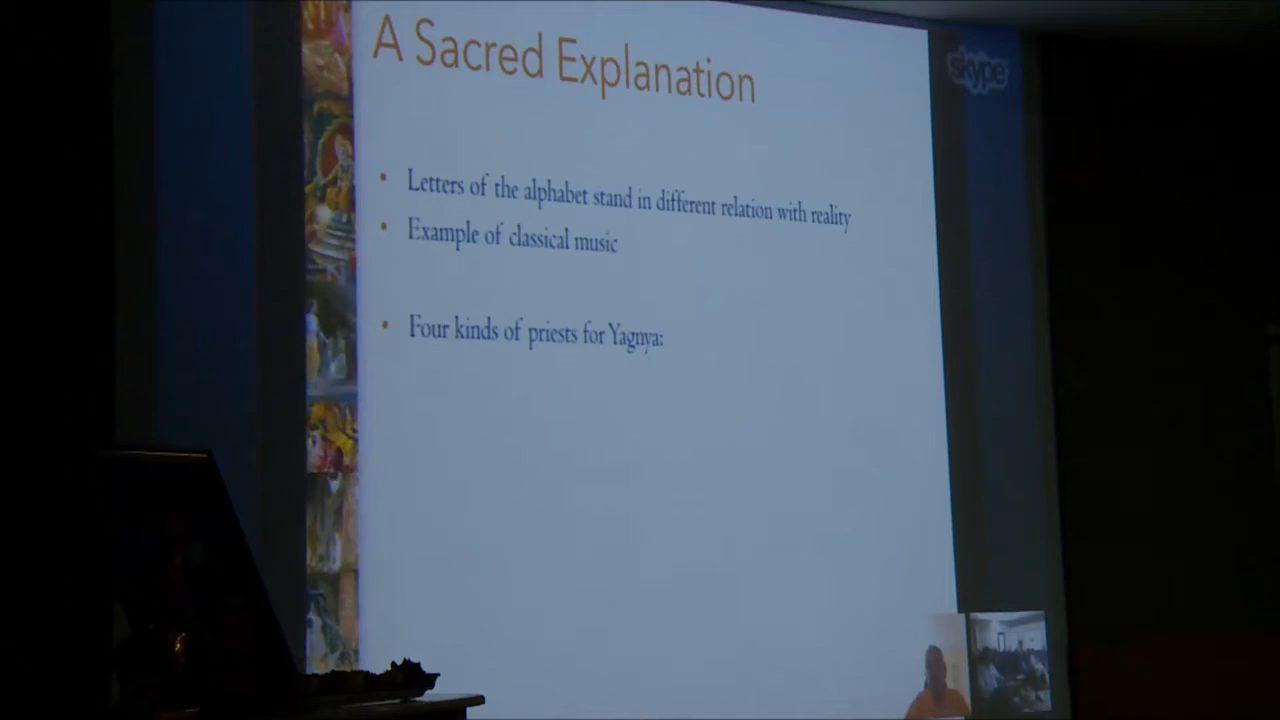 A Sacred Explanation
skype
• Letters of the alphabet stand in different relation with reality
• Example of classical music
• Four kinds of priests for Yagnya: